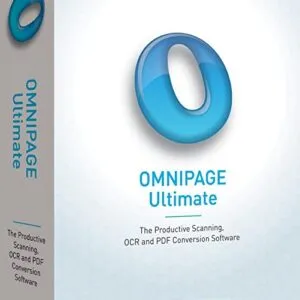 OMNIPAGE
Ultimate
The Productive
Scanning,
OCR and PDF
Conversion
Software
OMNIPAGE
Ultimate
The Productive Scanning,
OCR and PDF Conversion Software